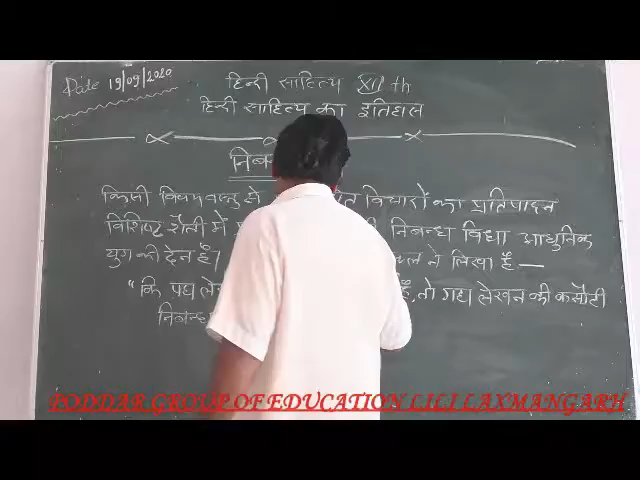 Date 19/09/2020
हिन्दी साहित्य XII th
हिन्दी साहित्य का इतिहास
किसी विषयवस्तु से विचारों का प्रतिपादन
विशिष्ट शैली में निबन्ध विधा आधुनिक
युग की देन है। ने लिखा है —
"कि पद्य है, तो गद्य लेखन की कसौटी
PODDAR GROUP OF EDUCATION LILI LAXMANGARH